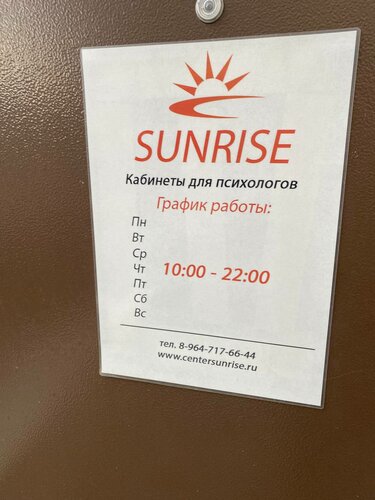 SUNRISE
Кабинеты для психологов
График работы:
Пн
Вт
Ср
Чт 10:00 - 22:00
Пт
Сб
Вс
тел. 8-964-717-66-44
www.centersunrise.ru